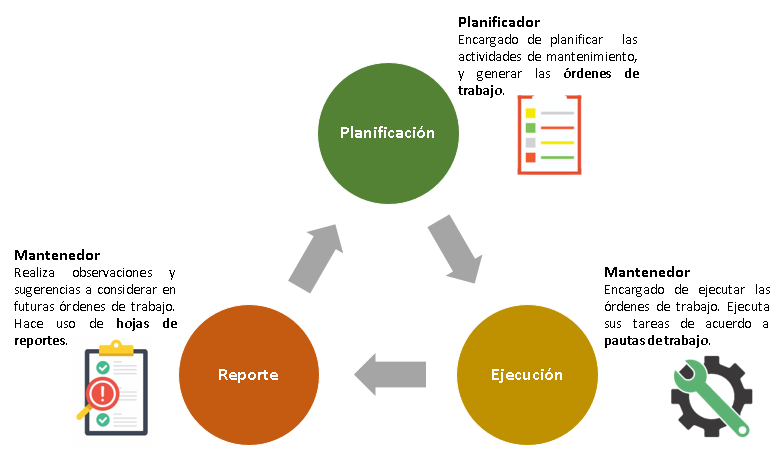 Planificador
Encargado de planificar las
actividades de mantenimiento,
y generar las órdenes de
trabajo.
Planificación
Mantenedor
Realiza observaciones y
sugerencias a considerar en
futuras órdenes de trabajo.
Hace uso de hojas de
reportes.
Mantenedor
Encargado de ejecutar las
órdenes de trabajo. Ejecuta
sus tareas de acuerdo a
pautas de trabajo.
Reporte
Ejecución